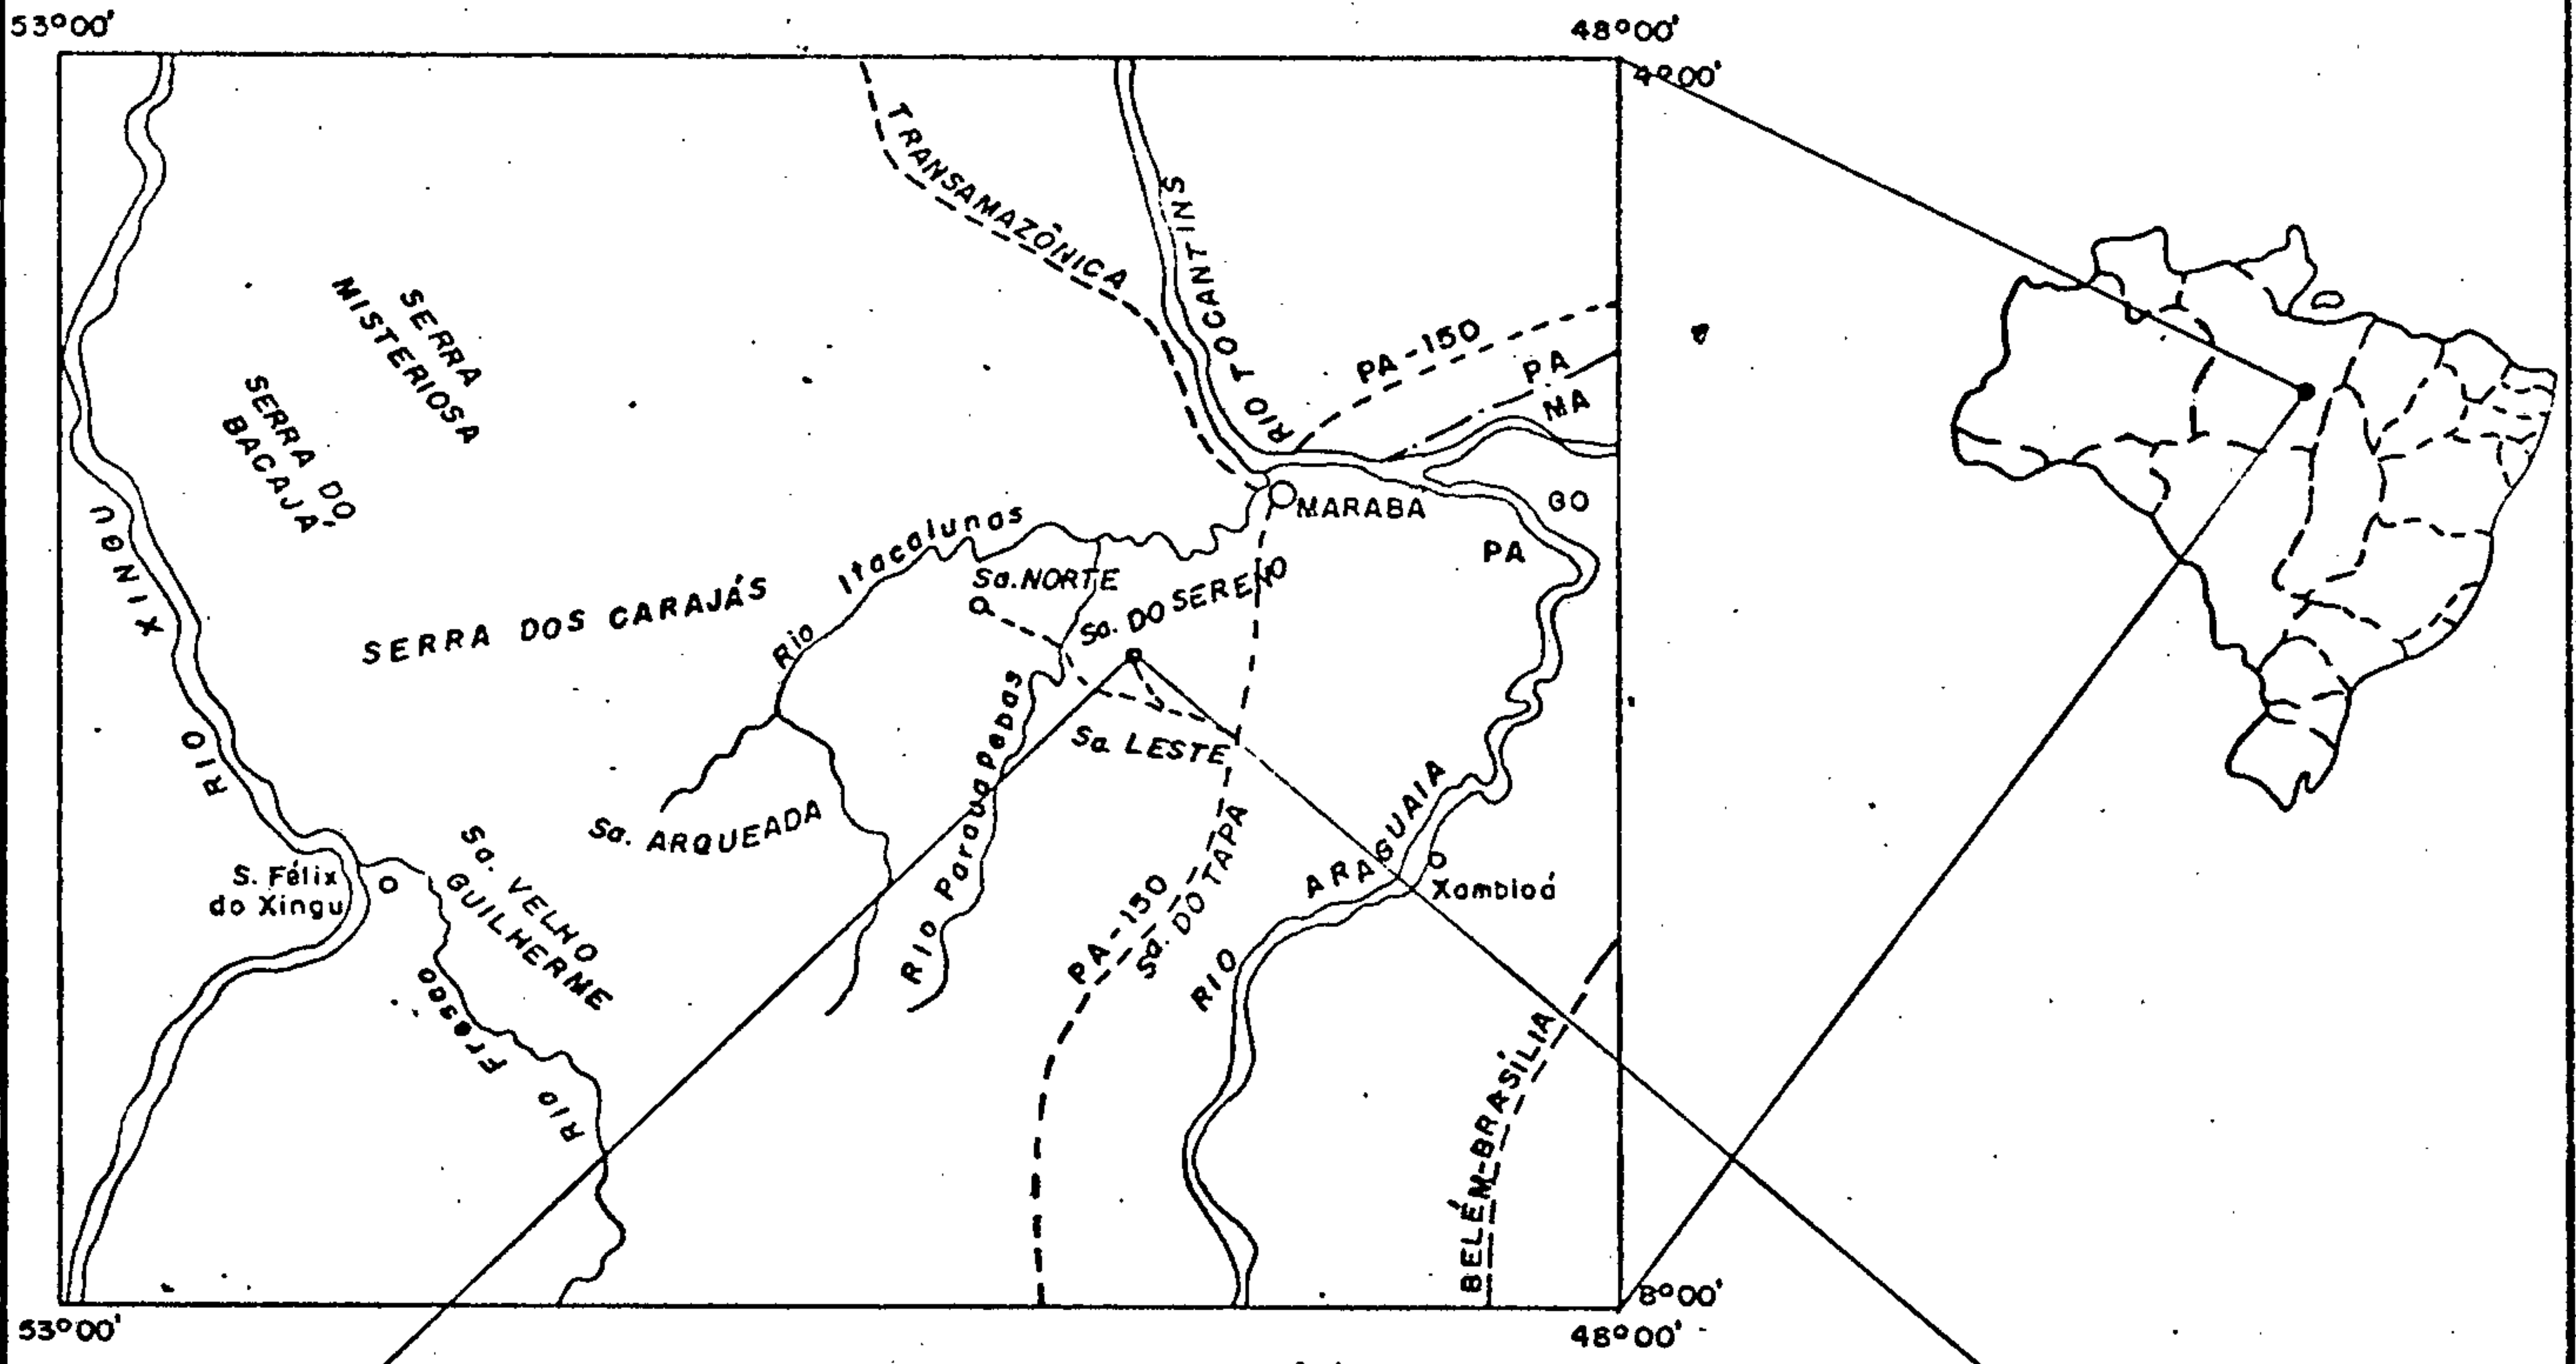 53°00'
48°00'
4°00'
TRANSAMAZÔNICA
RIO TOCANTINS
SERRA
MISTERIOSA
SERRA DO
BACAJÁ
PA-150
PA
MA
MARABA
GO
PA
RIO XINGU
Rio Itacaiunas
Sa. NORTE
Sa. DO SERENO
SERRA DOS CARAJÁS
Rio Parauapebas
Sa. LESTE
Sa. ARQUEADA
S. Félix
do Xingu
Sa. VELHO
GUILHERME
RIO Fresco
PA-150
Sa. DO TAPA
RIO ARAGUAIA
Xambioá
BELÉM-BRASÍLIA
8°00'
53°00'
48°00'